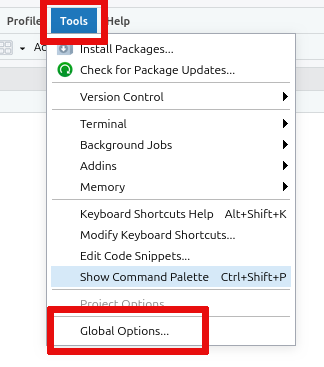 Profile Tools Help
Install Packages...
Check for Package Updates...
Version Control
Terminal
Background Jobs
Addins
Memory
Keyboard Shortcuts Help Alt+Shift+K
Modify Keyboard Shortcuts...
Edit Code Snippets...
Show Command Palette Ctrl+Shift+P
Project Options
Global Options...